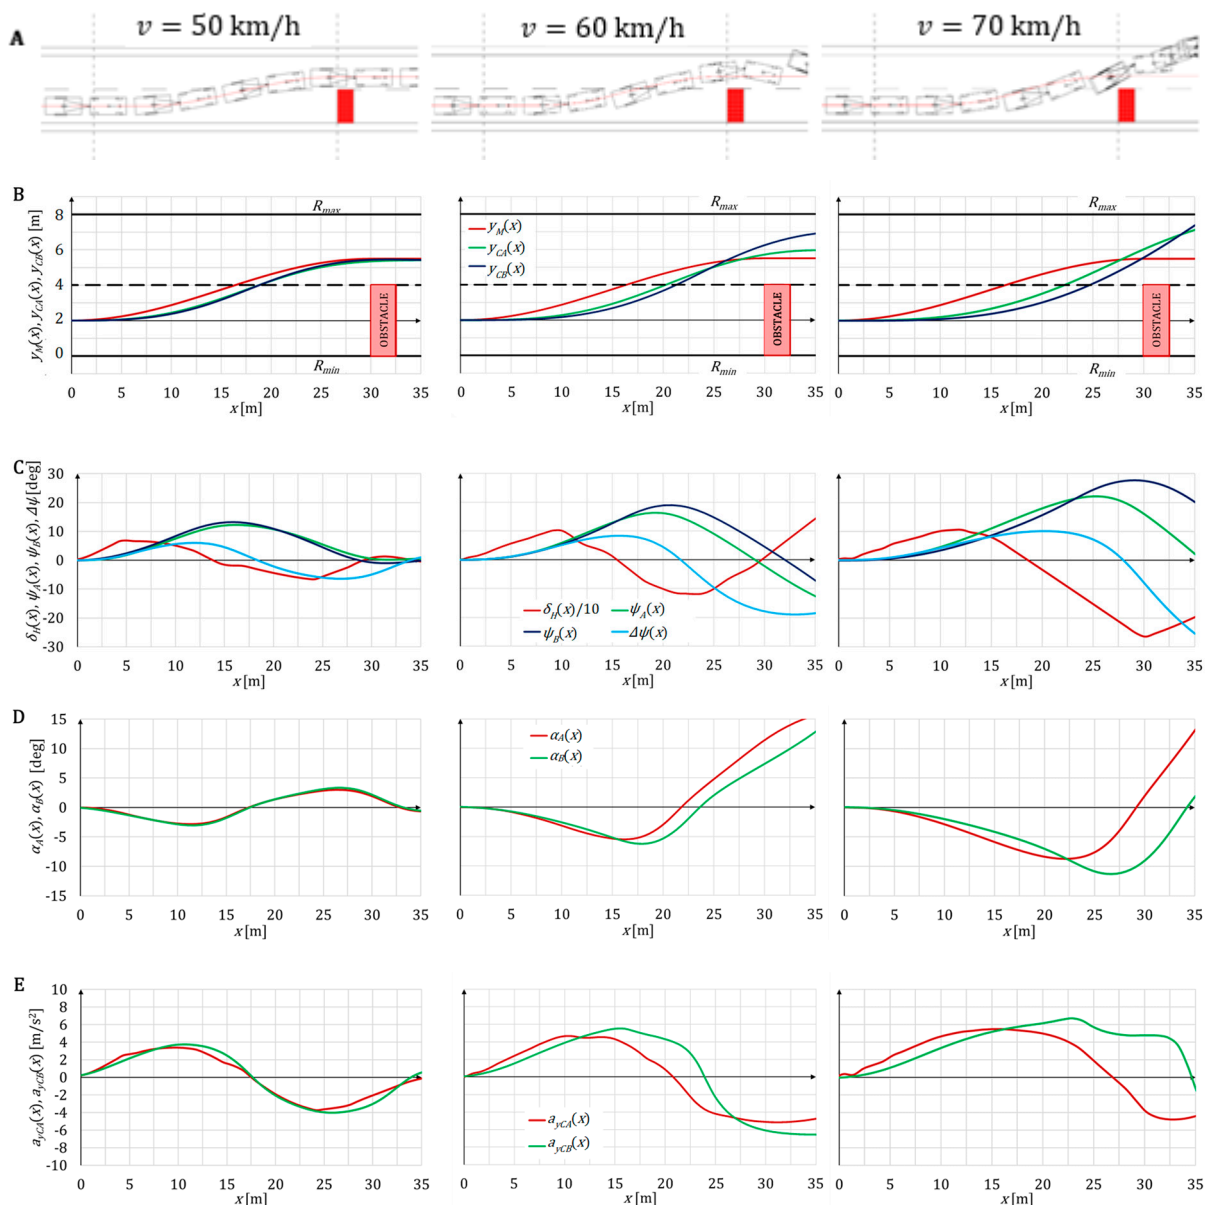 A
v = 50 km/h
v = 60 km/h
v = 70 km/h
B
y_M(x), y_CA(x), y_CB(x) [m]
8
6
4
2
0
R_max
OBSTACLE
R_min
0 5 10 15 20 25 30 35
x [m]
R_max
y_M(x)
y_CA(x)
y_CB(x)
OBSTACLE
R_min
0 5 10 15 20 25 30 35
x [m]
R_max
OBSTACLE
R_min
0 5 10 15 20 25 30 35
x [m]
C
δ_H(x), ψ_A(x), ψ_B(x), Δψ [deg]
30
20
10
0
-10
-20
-30
0 5 10 15 20 25 30 35
x [m]
δ_H(x)/10
ψ_A(x)
ψ_B(x)
Δψ(x)
0 5 10 15 20 25 30 35
x [m]
0 5 10 15 20 25 30 35
x [m]
D
α_A(x), α_B(x) [deg]
15
10
5
0
-5
-10
-15
0 5 10 15 20 25 30 35
x [m]
α_A(x)
α_B(x)
0 5 10 15 20 25 30 35
x [m]
0 5 10 15 20 25 30 35
x [m]
E
a_yCA(x), a_yCB(x) [m/s²]
10
8
6
4
2
0
-2
-4
-6
-8
-10
0 5 10 15 20 25 30 35
x [m]
a_yCA(x)
a_yCB(x)
0 5 10 15 20 25 30 35
x [m]
0 5 10 15 20 25 30 35
x [m]